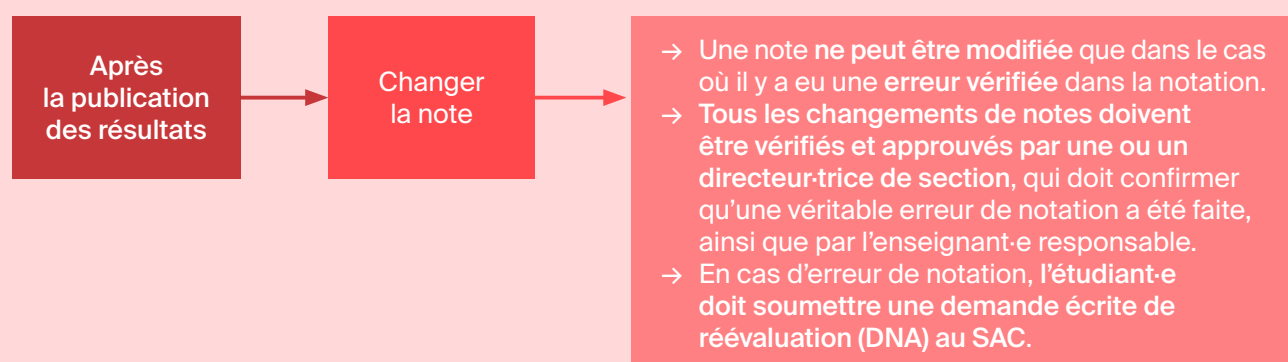 Après
la publication
des résultats
Changer
la note
→ Une note ne peut être modifiée que dans le cas
où il y a eu une erreur vérifiée dans la notation.
→ Tous les changements de notes doivent
être vérifiés et approuvés par une ou un
directeur·trice de section, qui doit confirmer
qu’une véritable erreur de notation a été faite,
ainsi que par l’enseignant·e responsable.
→ En cas d’erreur de notation, l’étudiant·e
doit soumettre une demande écrite de
réévaluation (DNA) au SAC.